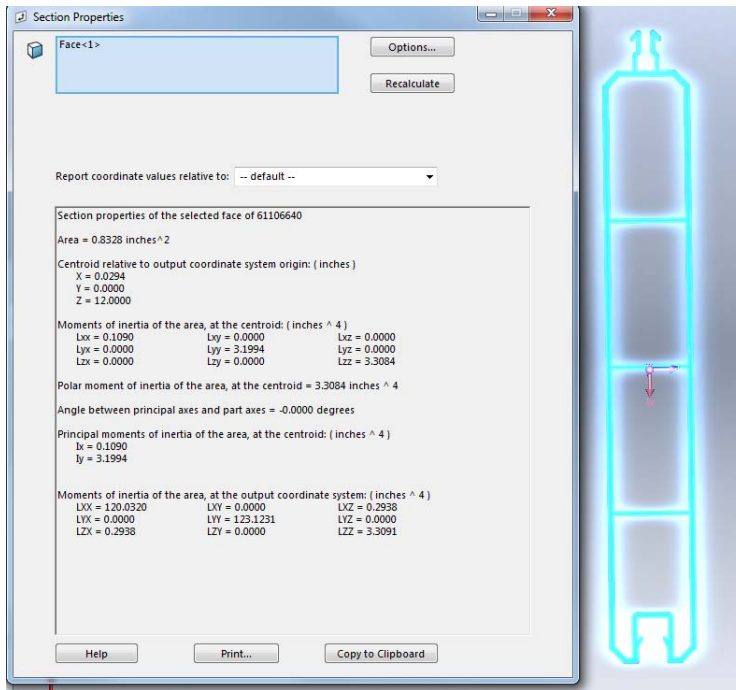 Section Properties
Face<1>
Options...
Recalculate
Report coordinate values relative to: -- default --
Section properties of the selected face of 61106640
Area = 0.8328 inches^2
Centroid relative to output coordinate system origin: ( inches )
X = 0.0294
Y = 0.0000
Z = 12.0000
Moments of inertia of the area, at the centroid: ( inches ^ 4 )
Lxx = 0.1090 Lxy = 0.0000 Lxz = 0.0000
Lyx = 0.0000 Lyy = 3.1994 Lyz = 0.0000
Lzx = 0.0000 Lzy = 0.0000 Lzz = 3.3084
Polar moment of inertia of the area, at the centroid = 3.3084 inches ^ 4
Angle between principal axes and part axes = -0.0000 degrees
Principal moments of inertia of the area, at the centroid: ( inches ^ 4 )
Ix = 0.1090
Iy = 3.1994
Moments of inertia of the area, at the output coordinate system: ( inches ^ 4 )
LXX = 120.0320 LXY = 0.0000 LXZ = 0.2938
LYX = 0.0000 LYY = 123.1231 LYZ = 0.0000
LZX = 0.2938 LZY = 0.0000 LZZ = 3.3091
Help Print... Copy to Clipboard